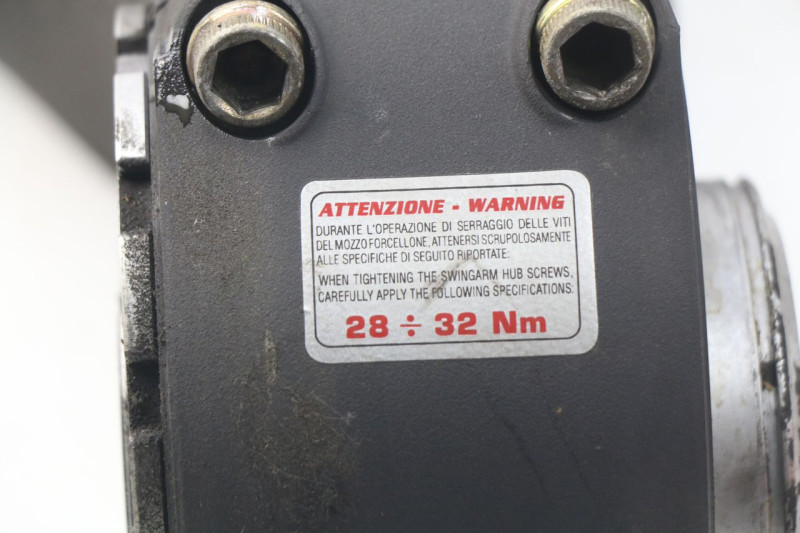 ATTENZIONE - WARNING
DURANTE L'OPERAZIONE DI SERRAGGIO DELLE VITI
DEL MOZZO FORCELLONE, ATTENERSI SCRUPOLOSAMENTE
ALLE SPECIFICHE DI SEGUITO RIPORTATE:
WHEN TIGHTENING THE SWINGARM HUB SCREWS,
CAREFULLY APPLY THE FOLLOWING SPECIFICATIONS:
28 ÷ 32 Nm